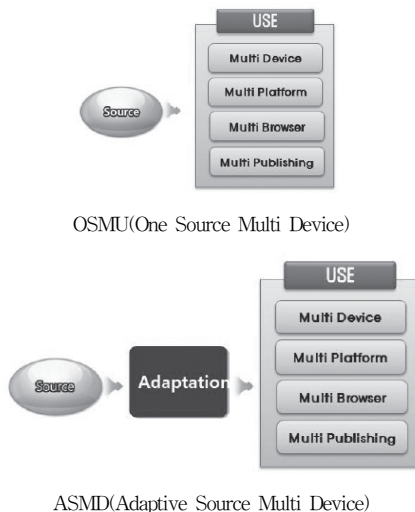 USE
Multi Device
Multi Platform
Source
Multi Browser
Multi Publishing
OSMU(One Source Multi Device)
USE
Multi Device
Multi Platform
Source
Adaptation
Multi Browser
Multi Publishing
ASMD(Adaptive Source Multi Device)